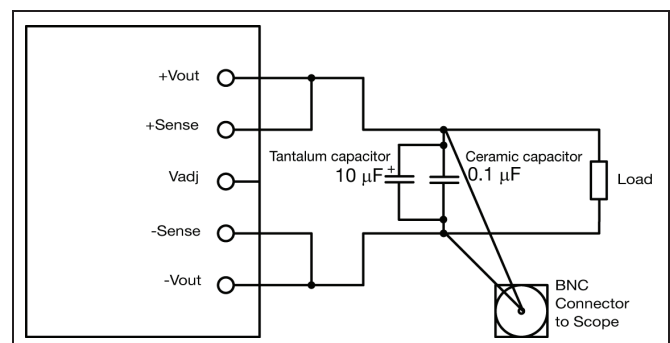 +Vout
+Sense
Tantalum capacitor
10 µF
+
Ceramic capacitor
0.1 µF
Vadj
Load
-Sense
-Vout
BNC
Connector
to Scope